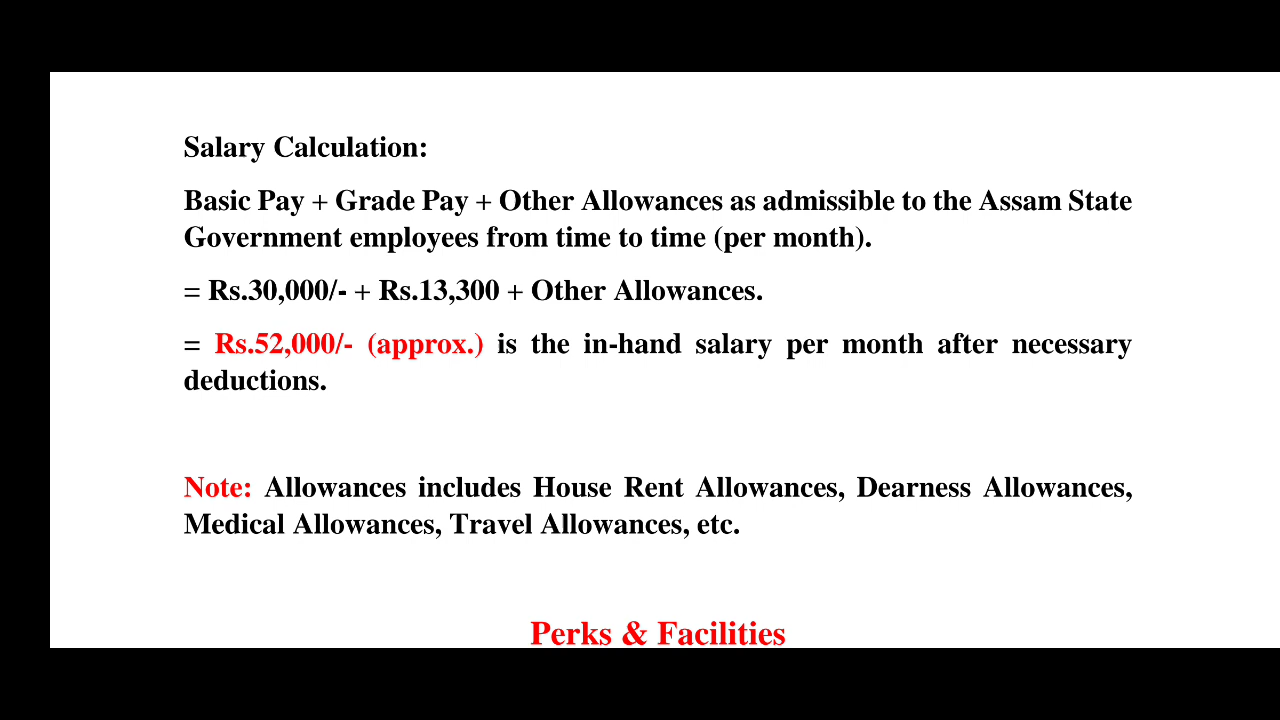 Salary Calculation:
Basic Pay + Grade Pay + Other Allowances as admissible to the Assam State
Government employees from time to time (per month).
= Rs.30,000/- + Rs.13,300 + Other Allowances.
= Rs.52,000/- (approx.) is the in-hand salary per month after necessary
deductions.
Note: Allowances includes House Rent Allowances, Dearness Allowances,
Medical Allowances, Travel Allowances, etc.
Perks & Facilities